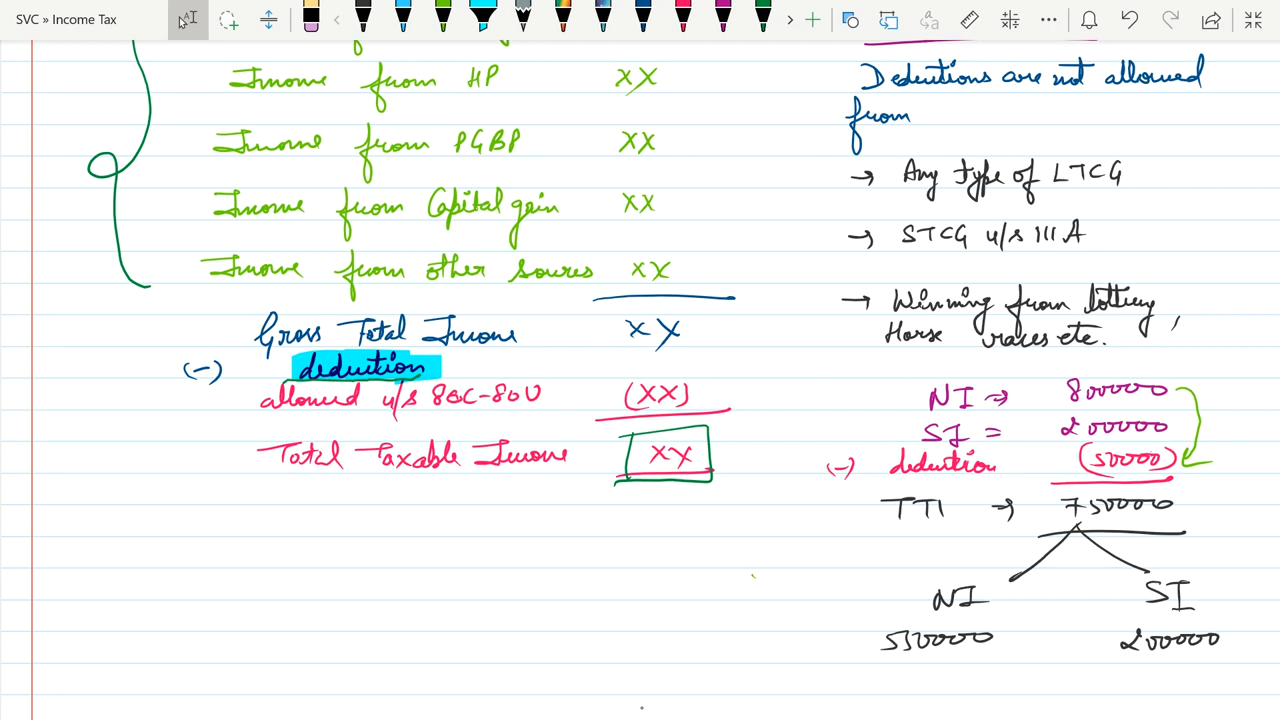 SVC » Income Tax
Income from HP XX
Income from PGBP XX
Income from Capital gain XX
Income from other sources XX
Gross Total Income XX
(-) deduction
allowed u/s 80C-80U (XX)
Total Taxable Income XX
Deductions are not allowed
from
→ Any type of LTCG
→ STCG u/s 111A
→ Winning from lottery,
Horse races etc.
NI → 800000
SI = 200000
(-) deduction (50000)
TTI → 750000
NI SI
550000 200000